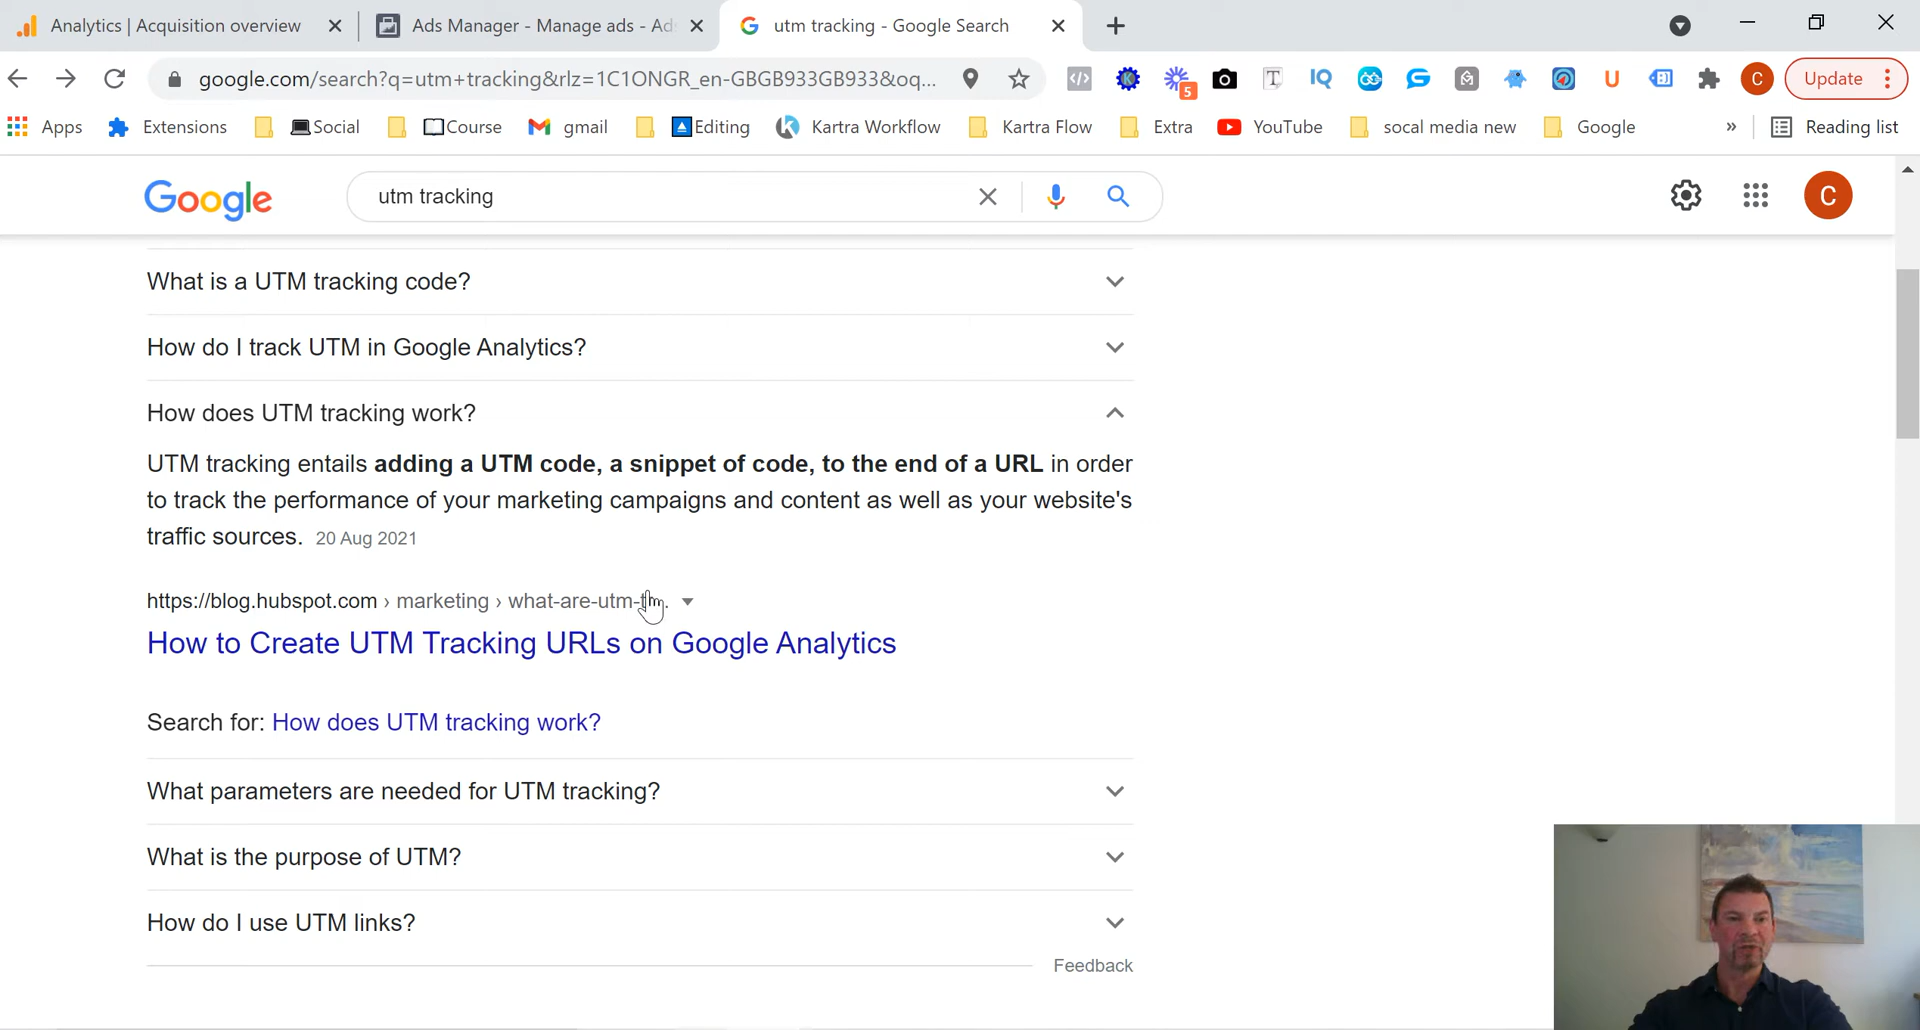 Analytics | Acquisition overview
Ads Manager - Manage ads - Ads
utm tracking - Google Search
google.com/search?q=utm+tracking&rlz=1C1ONGR_en-GBGB933GB933&oq...
5
T
IQ
U
C
Update
Apps
Extensions
Social
Course
gmail
Editing
Kartra Workflow
Kartra Flow
Extra
YouTube
socal media new
Google
»
Reading list
Google
utm tracking
C
What is a UTM tracking code?
How do I track UTM in Google Analytics?
How does UTM tracking work?
UTM tracking entails adding a UTM code, a snippet of code, to the end of a URL in order
to track the performance of your marketing campaigns and content as well as your website's
traffic sources. 20 Aug 2021
https://blog.hubspot.com › marketing › what-are-utm-t...
How to Create UTM Tracking URLs on Google Analytics
Search for: How does UTM tracking work?
What parameters are needed for UTM tracking?
What is the purpose of UTM?
How do I use UTM links?
Feedback